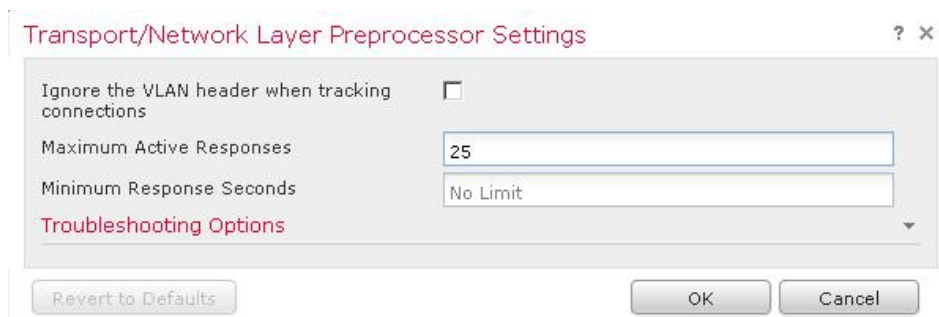 Transport/Network Layer Preprocessor Settings ? ×
Ignore the VLAN header when tracking
connections
Maximum Active Responses 25
Minimum Response Seconds No Limit
Troubleshooting Options
Revert to Defaults OK Cancel